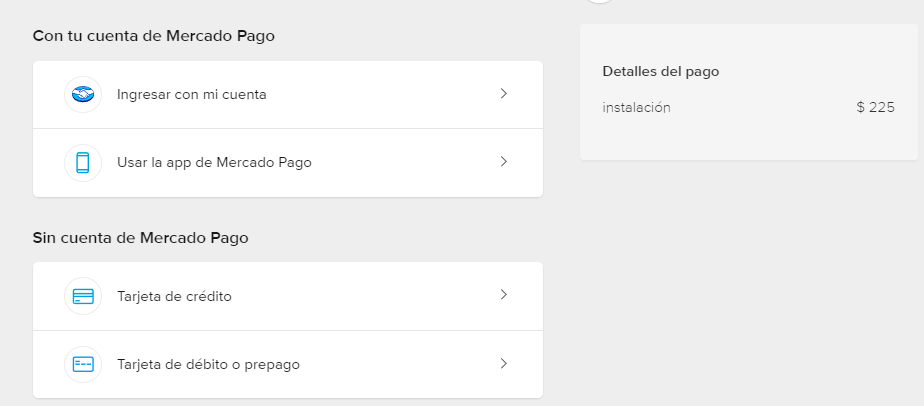 Con tu cuenta de Mercado Pago
Ingresar con mi cuenta
Usar la app de Mercado Pago
Sin cuenta de Mercado Pago
Tarjeta de crédito
Tarjeta de débito o prepago
Detalles del pago
instalación $ 225